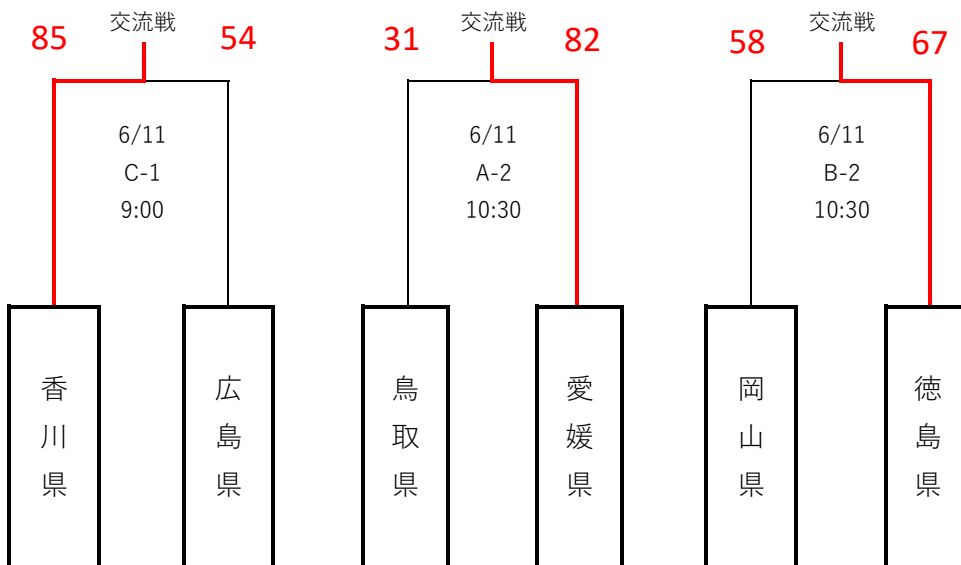 交流戦
85
54
6/11
C-1
9:00
香川県
広島県
交流戦
31
82
6/11
A-2
10:30
鳥取県
愛媛県
交流戦
58
67
6/11
B-2
10:30
岡山県
徳島県